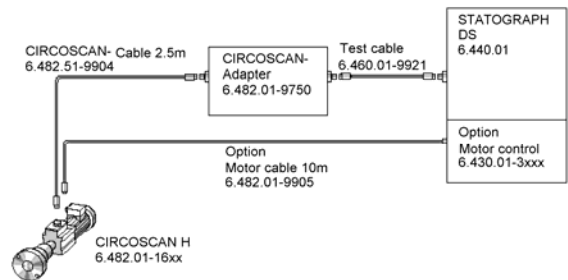 CIRCOSCAN- Cable 2.5m
6.482.51-9904
CIRCOSCAN-
Adapter
6.482.01-9750
Test cable
6.460.01-9921
STATOGRAPH
DS
6.440.01
Option
Motor cable 10m
6.482.01-9905
Option
Motor control
6.430.01-3xxx
CIRCOSCAN H
6.482.01-16xx